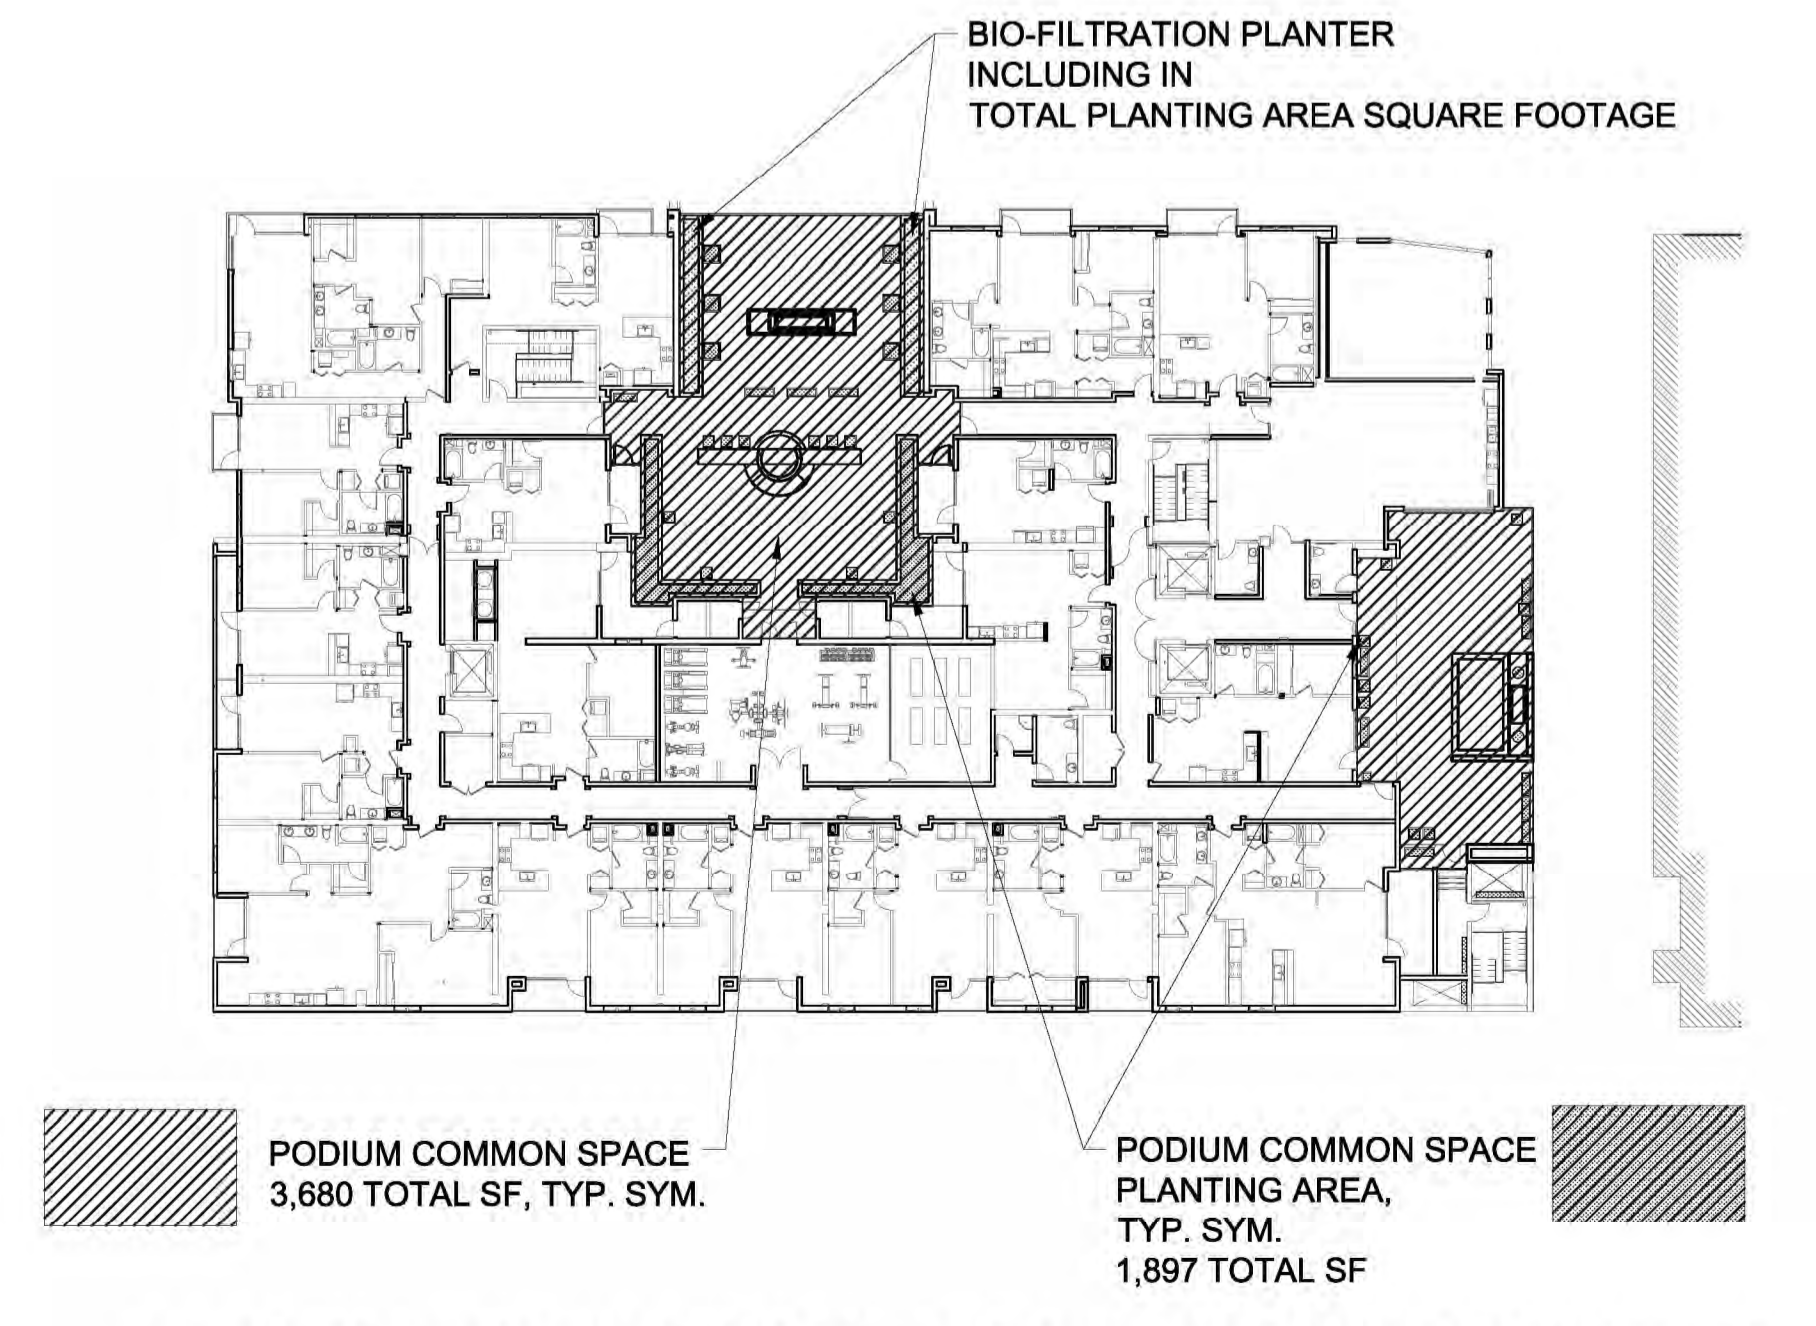 BIO-FILTRATION PLANTER
INCLUDING IN
TOTAL PLANTING AREA SQUARE FOOTAGE
PODIUM COMMON SPACE
3,680 TOTAL SF, TYP. SYM.
PODIUM COMMON SPACE
PLANTING AREA,
TYP. SYM.
1,897 TOTAL SF